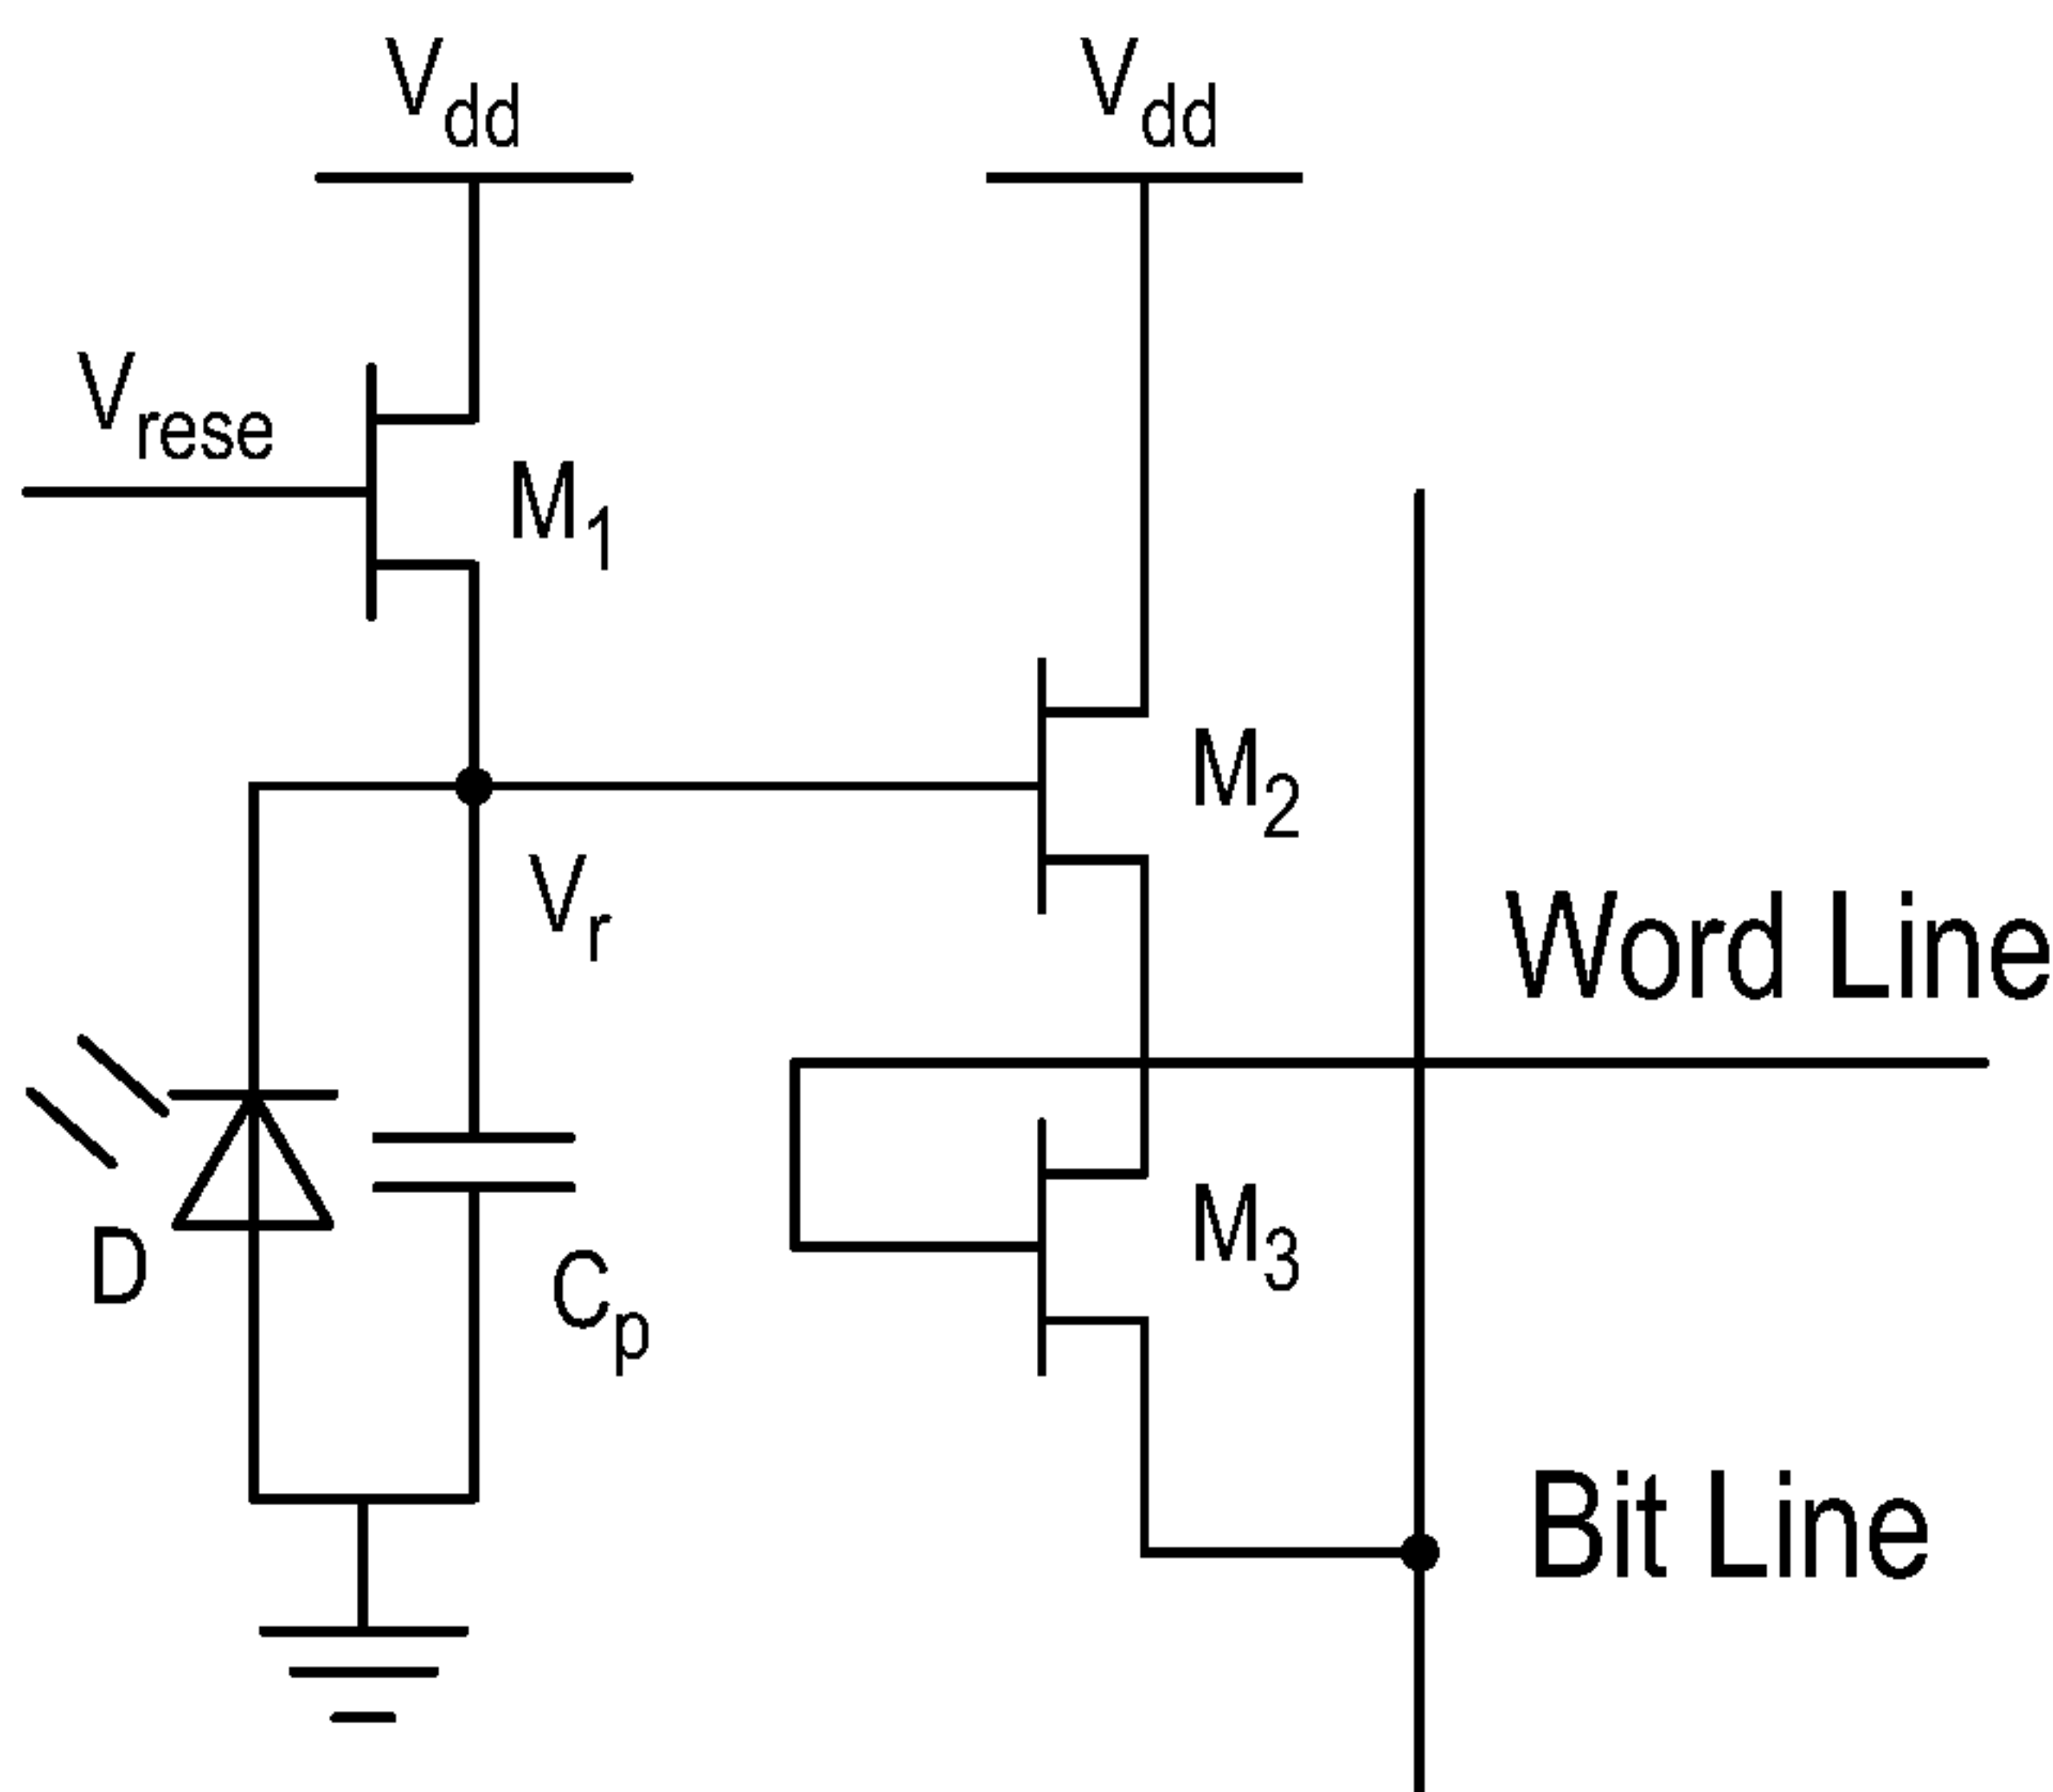 Vdd
Vdd
Vrese
M1
M2
Vr
Word Line
M3
D
Cp
Bit Line